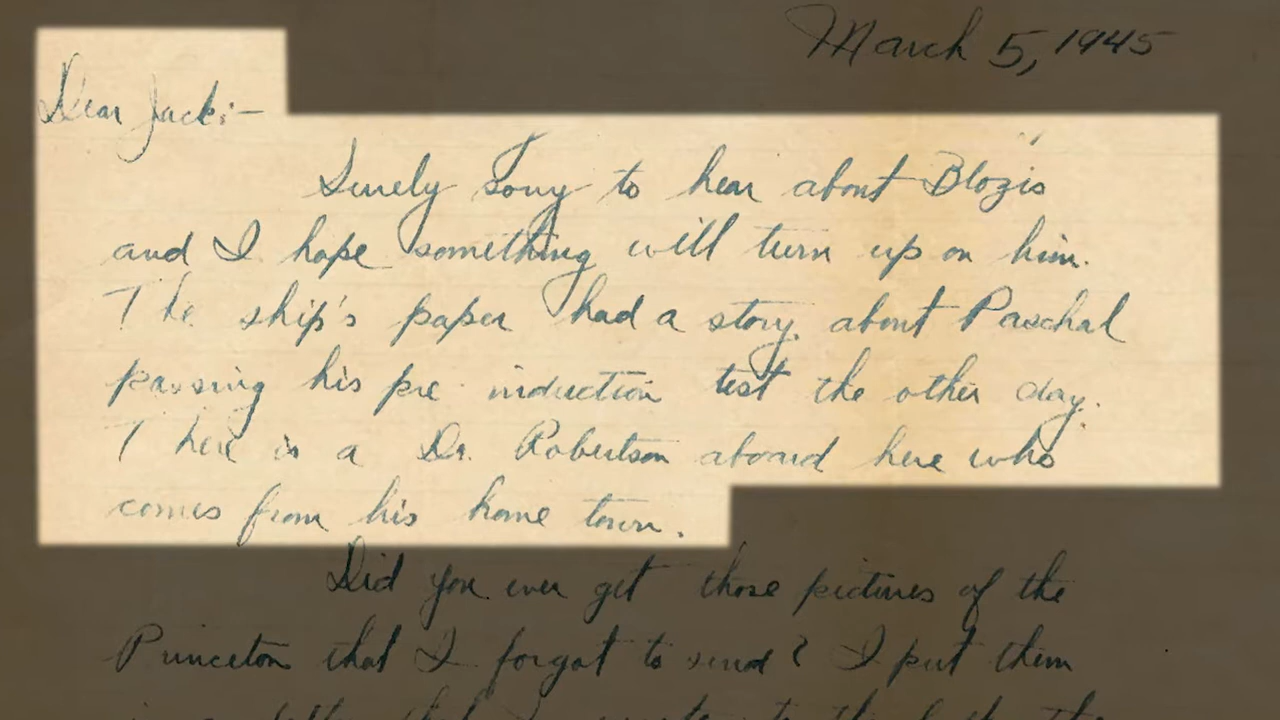 March 5, 1945
Dear Jack:-
Surely sorry to hear about Blozis
and I hope something will turn up on him.
The ship's paper had a story about Paschal
passing his pre induction test the other day.
There is a Dr. Robertson aboard here who
comes from his home town.
Did you ever get those pictures of the
Princeton that I forgot to send? I put them
in a letter that I